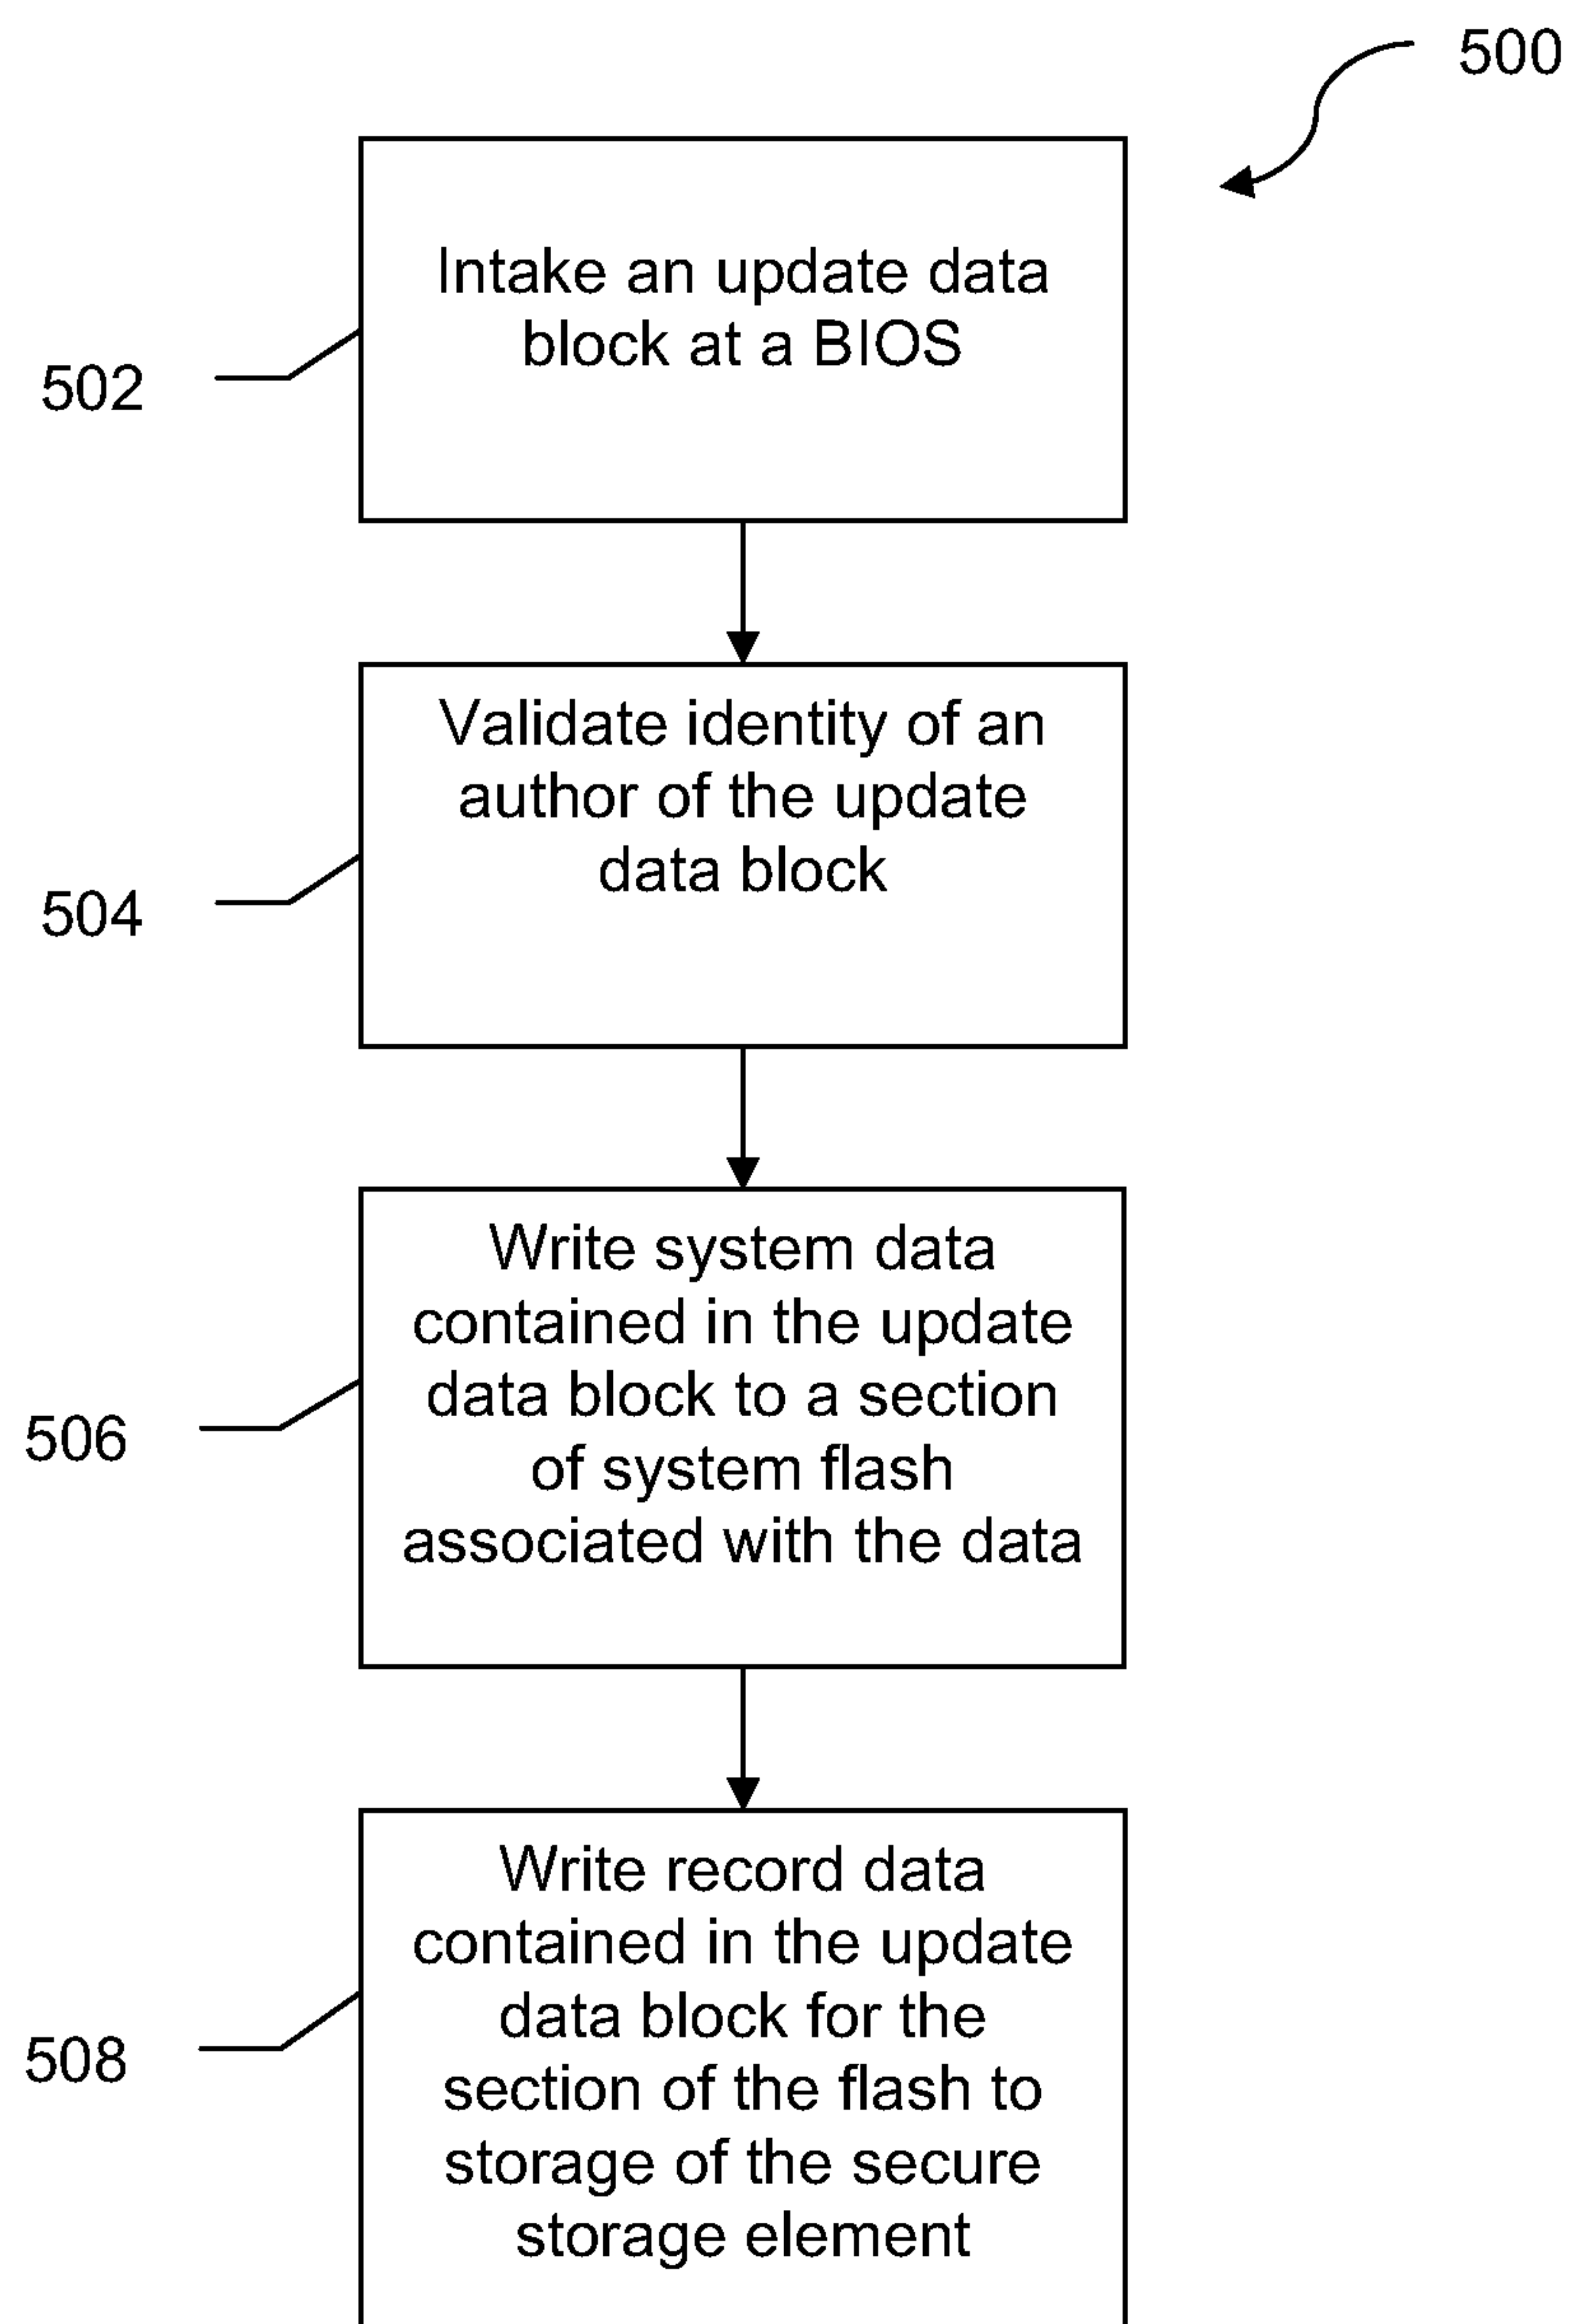 500
Intake an update data
block at a BIOS
502
Validate identity of an
author of the update
data block
504
Write system data
contained in the update
data block to a section
of system flash
associated with the data
506
Write record data
contained in the update
data block for the
section of the flash to
storage of the secure
storage element
508